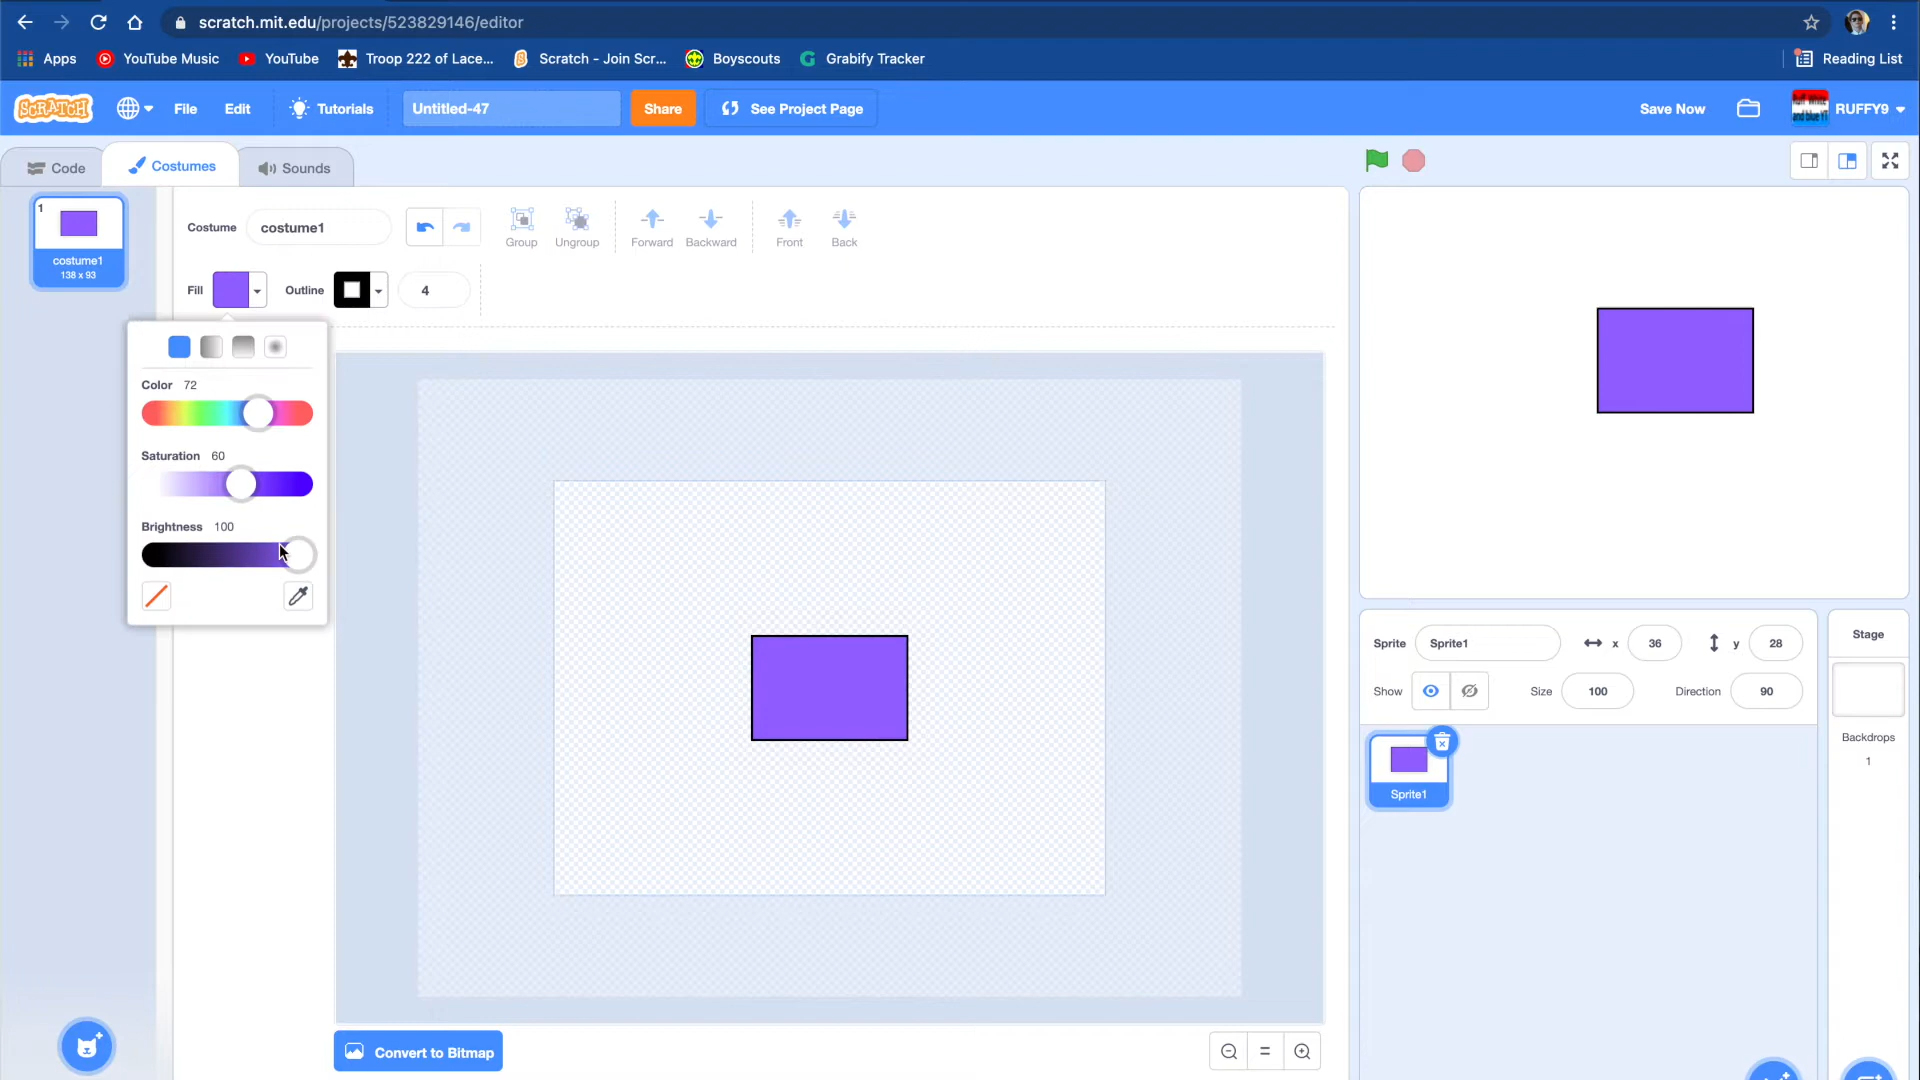 scratch.mit.edu/projects/523829146/editor
Apps YouTube Music YouTube Troop 222 of Lace... Scratch - Join Scr... Boyscouts Grabify Tracker Reading List
SCRATCH File Edit Tutorials Untitled-47 Share See Project Page Save Now RUFFY9
Code Costumes Sounds
1
costume1
138 x 93
Costume costume1 Group Ungroup Forward Backward Front Back
Fill Outline 4
Color 72
Saturation 60
Brightness 100
Convert to Bitmap
Sprite Sprite1 x 36 y 28
Show Size 100 Direction 90
Sprite1
Stage
Backdrops
1